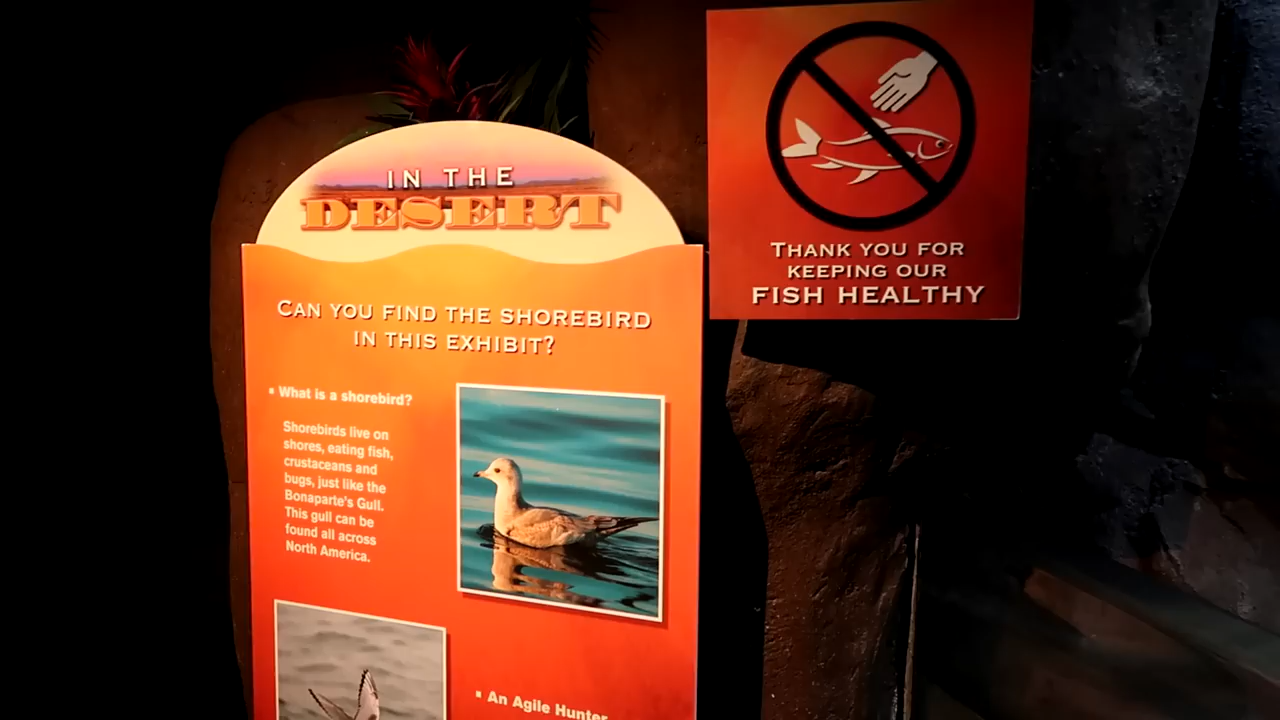 IN THE
DESERT
CAN YOU FIND THE SHOREBIRD
IN THIS EXHIBIT?
▪ What is a shorebird?
Shorebirds live on
shores, eating fish,
crustaceans and
bugs, just like the
Bonaparte's Gull.
This gull can be
found all across
North America.
▪ An Agile Hunter
THANK YOU FOR
KEEPING OUR
FISH HEALTHY